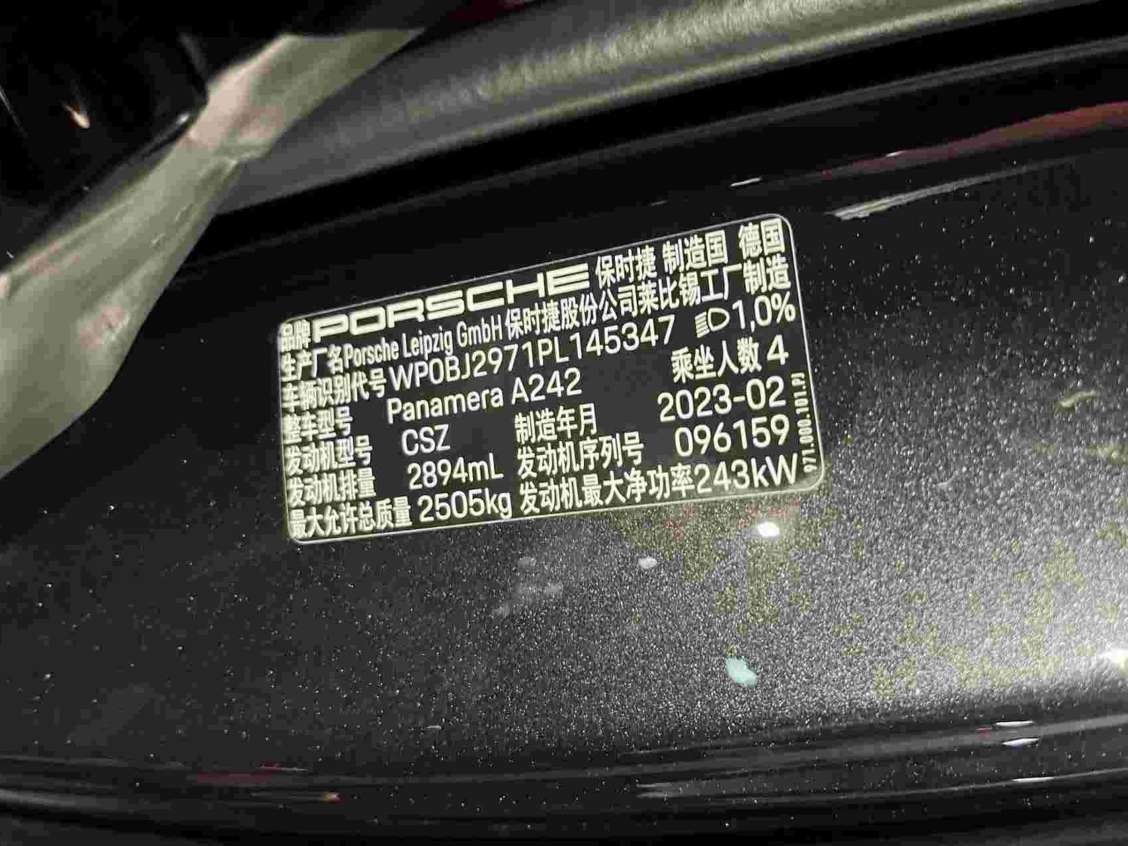 品牌 PORSCHE 保时捷 制造国 德国
生产厂名 Porsche Leipzig GmbH 保时捷股份公司莱比锡工厂制造
车辆识别代号 WP0BJ2971PL145347 1,0%
整车型号 Panamera A242 乘坐人数 4
发动机型号 CSZ 制造年月 2023-02
发动机排量 2894mL 发动机序列号 096159
最大允许总质量 2505kg 发动机最大净功率 243kW
971.000.101.PJ